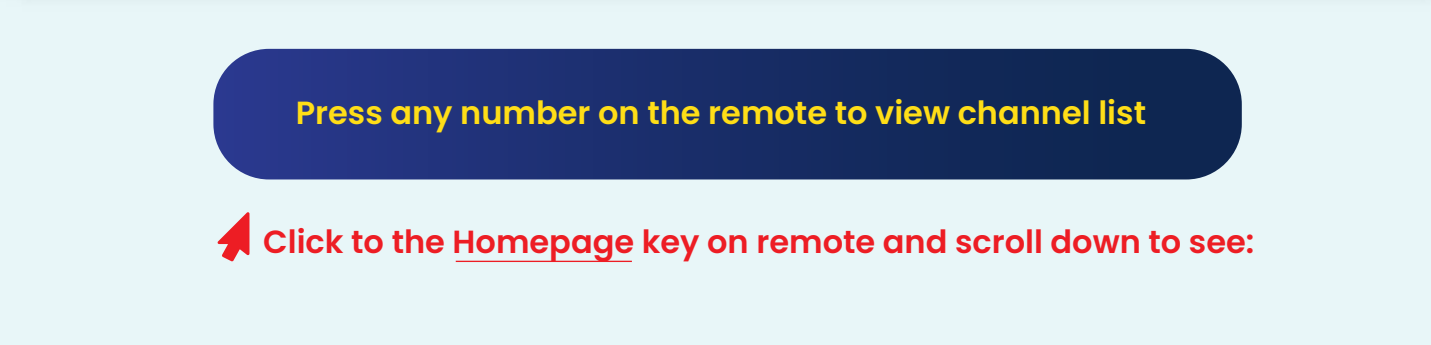 Press any number on the remote to view channel list
Click to the Homepage key on remote and scroll down to see: